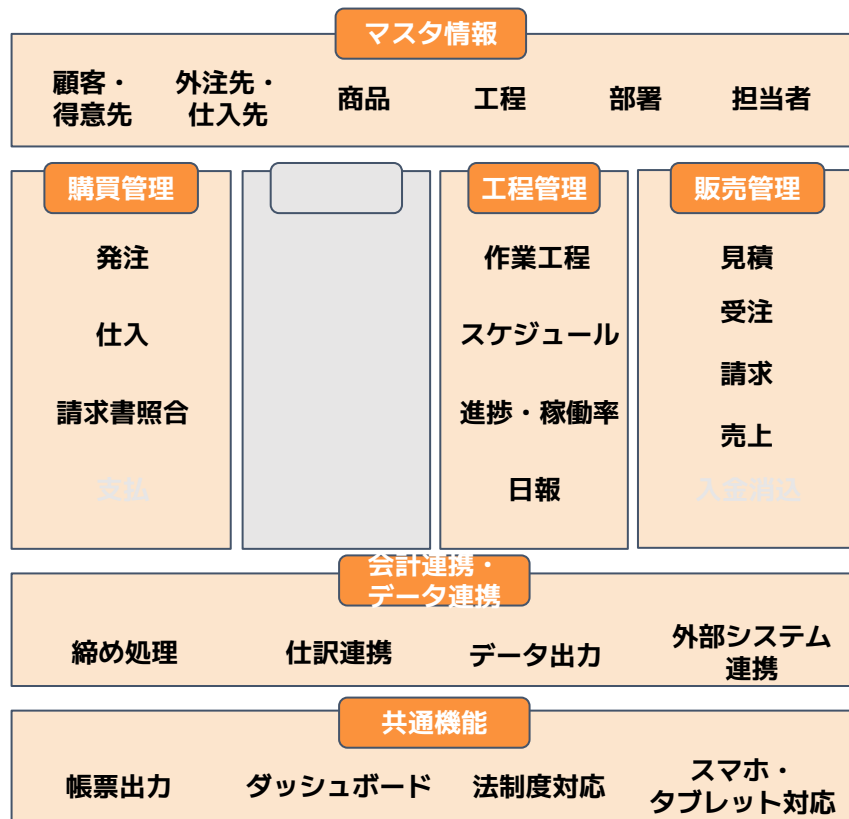 マスタ情報
顧客・
得意先
外注先・
仕入先
商品
工程
部署
担当者
購買管理
発注
仕入
請求書照合
支払
工程管理
作業工程
スケジュール
進捗・稼働率
日報
販売管理
見積
受注
請求
売上
入金消込
会計連携・
データ連携
締め処理
仕訳連携
データ出力
外部システム
連携
共通機能
帳票出力
ダッシュボード
法制度対応
スマホ・
タブレット対応